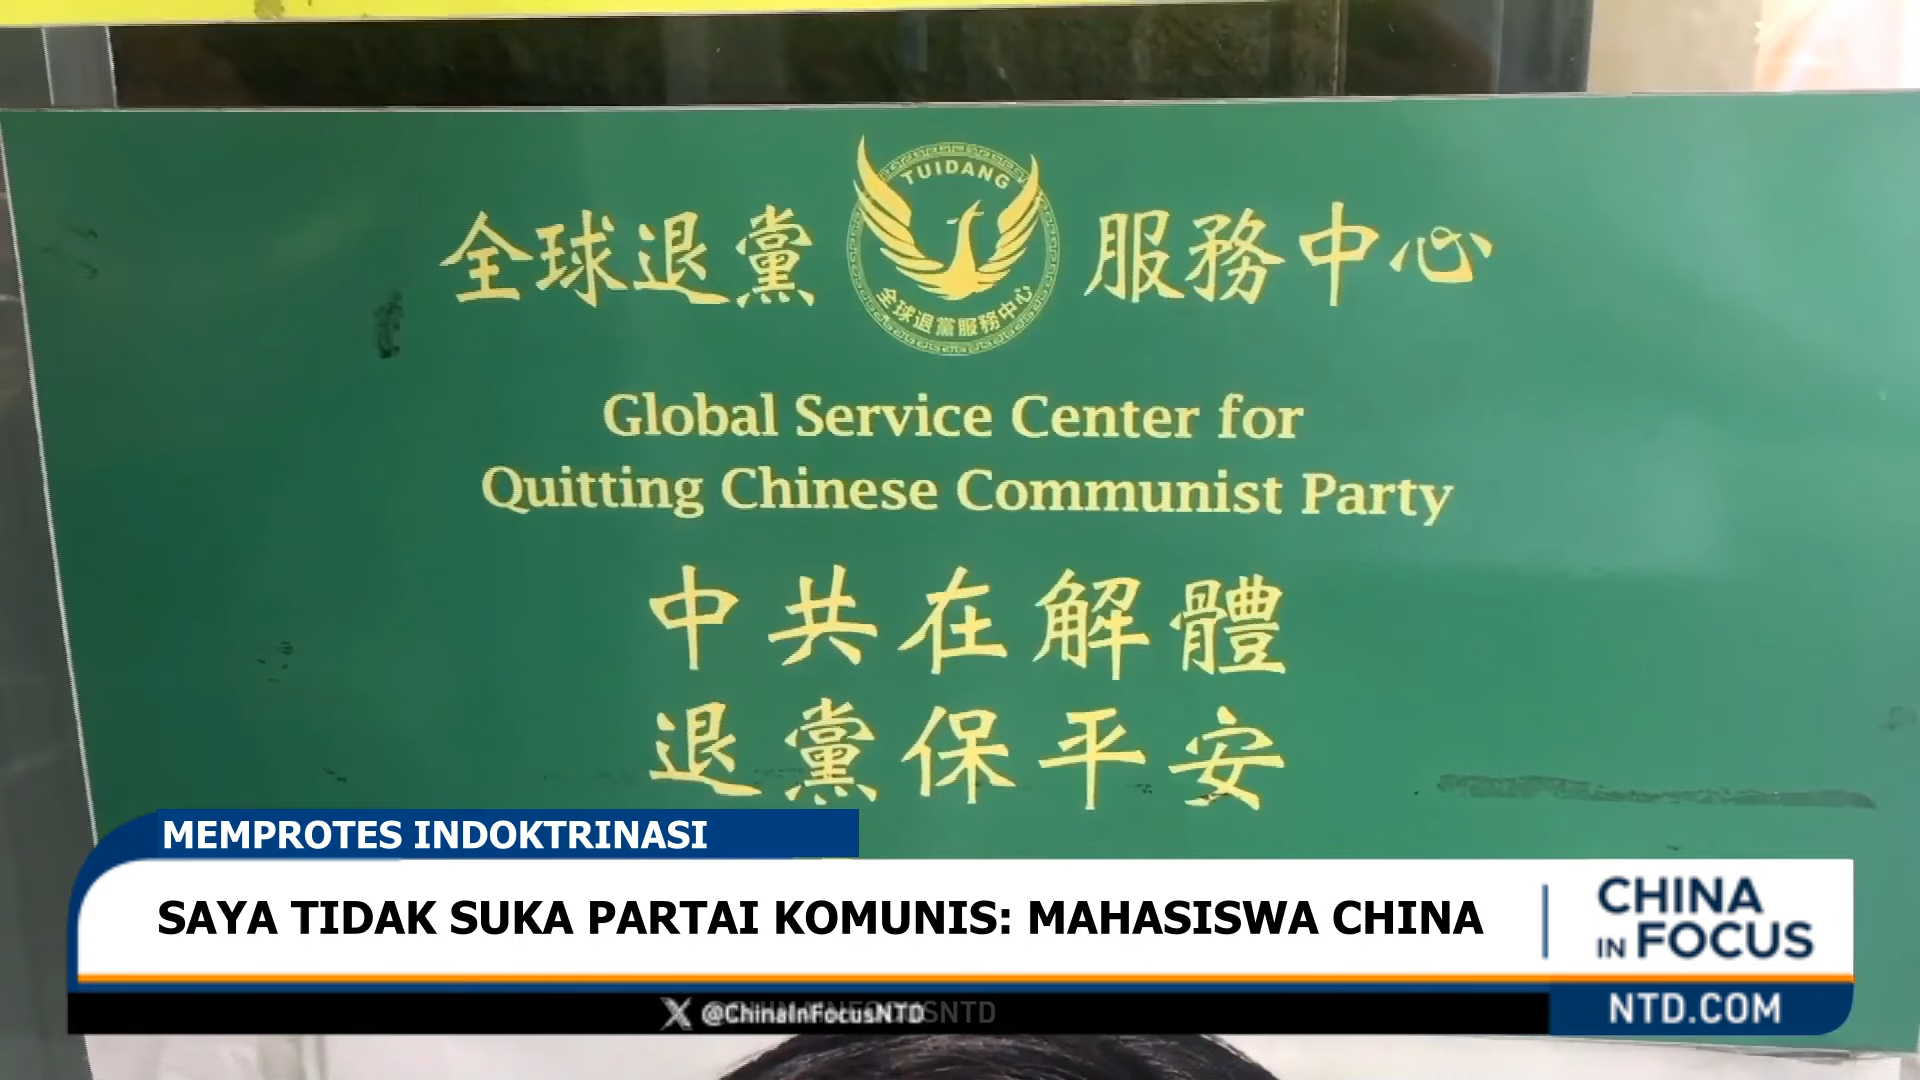 全球退黨 服務中心
TUIDANG
全球退黨服務中心
Global Service Center for
Quitting Chinese Communist Party
中共在解體
退黨保平安
MEMPROTES INDOKTRINASI
SAYA TIDAK SUKA PARTAI KOMUNIS: MAHASISWA CHINA
CHINA
IN FOCUS
X @ChinaInFocusNTD
NTD.COM